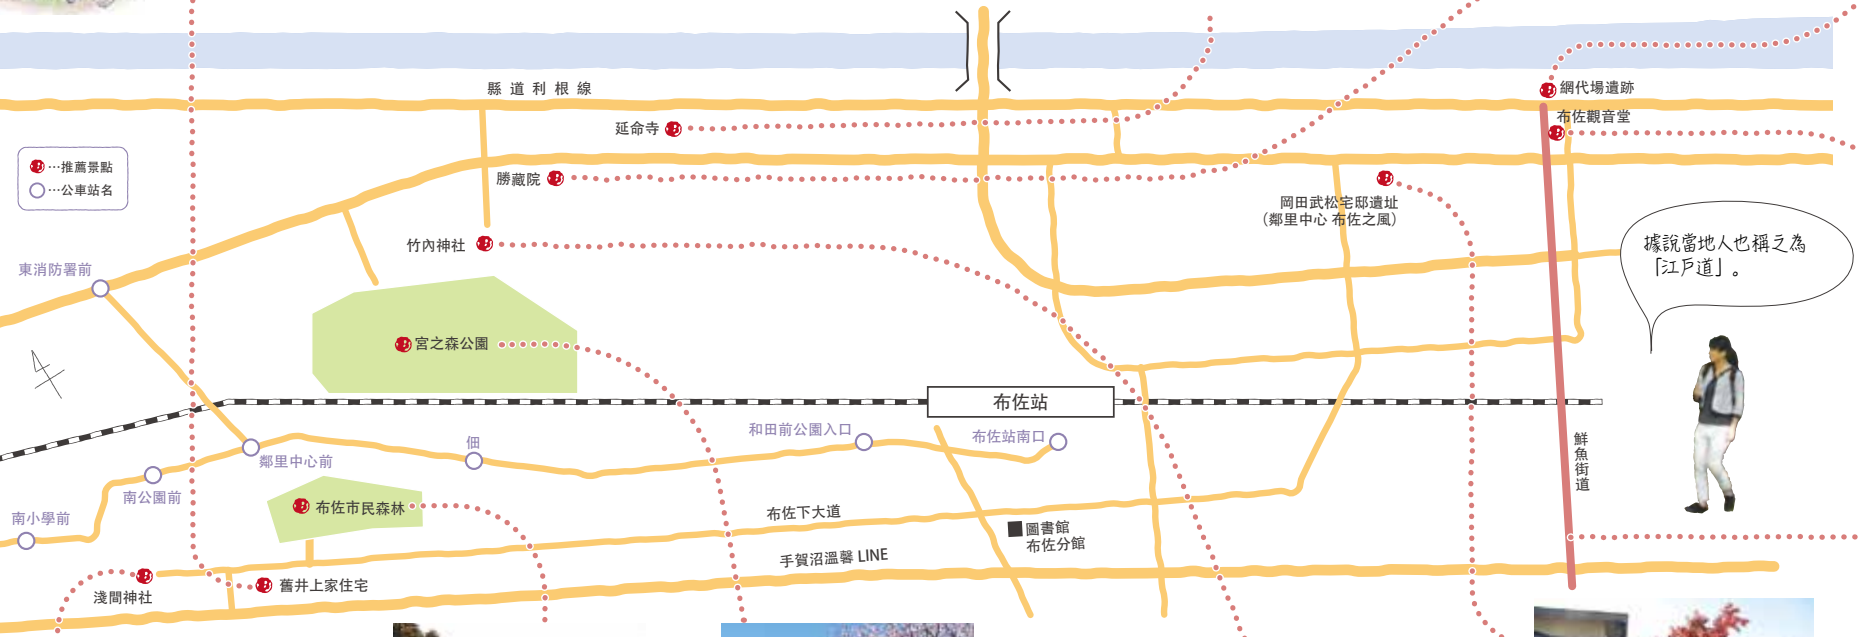 縣道利根線
網代場遺跡
布佐觀音堂
延命寺
…推薦景點
…公車站名
勝藏院
岡田武松宅邸遺址
(鄰里中心 布佐之風)
竹內神社
據說當地人也稱之為
「江戶道」。
東消防署前
宮之森公園
布佐站
佃
和田前公園入口
布佐站南口
鄰里中心前
鮮魚街道
南公園前
布佐市民森林
南小學前
布佐下大道
圖書館
布佐分館
手賀沼溫馨 LINE
淺間神社
舊井上家住宅